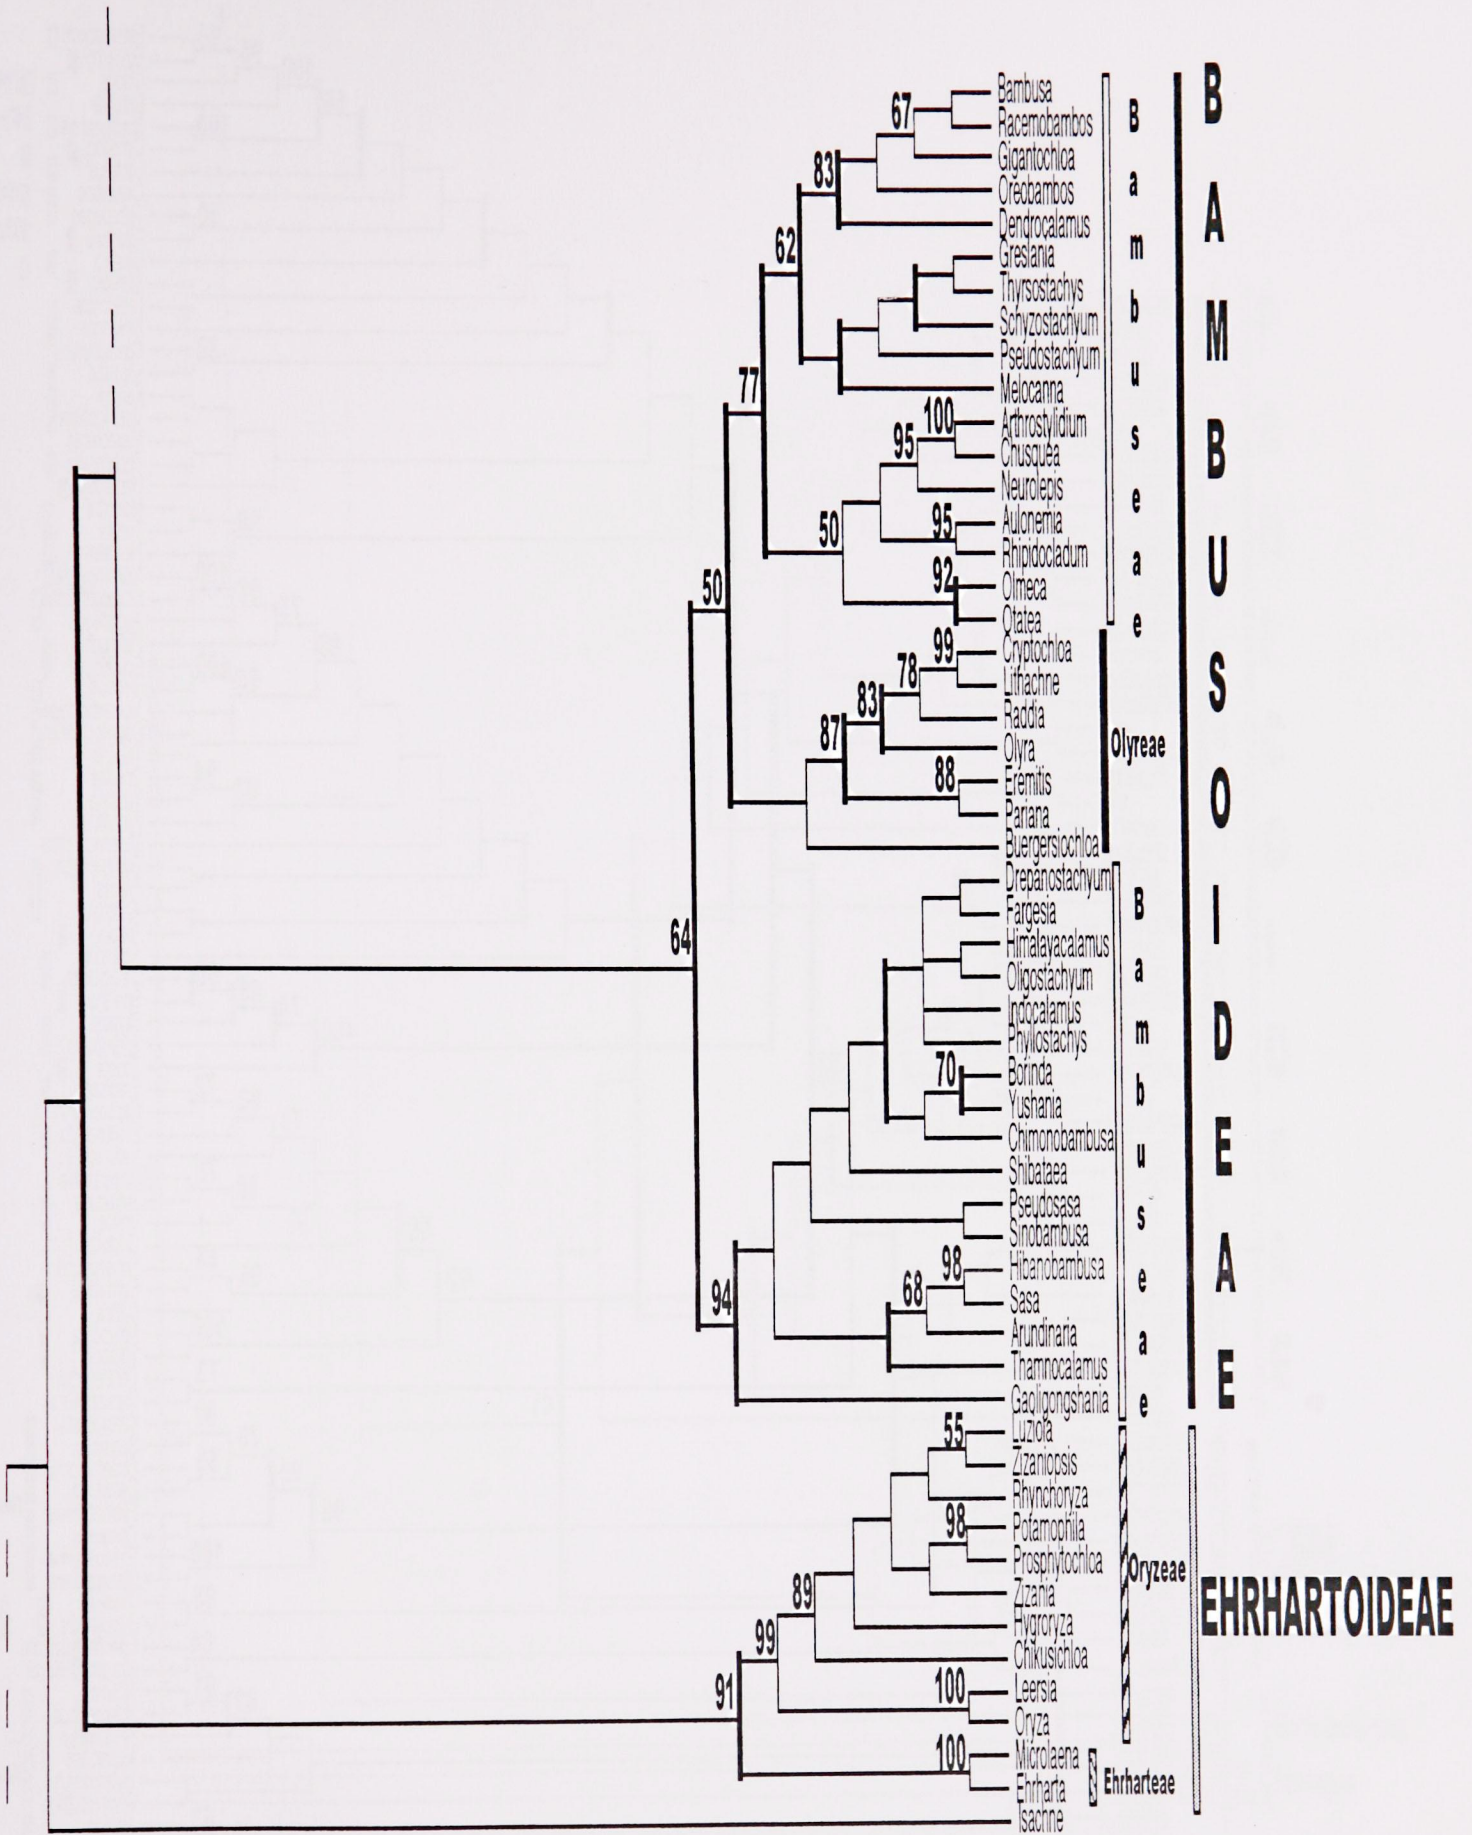 Bambusa
67
Racemobambos
Gigantochloa
83
Oreobambos
Dendrocalamus
62
Greslania
Thyrsostachys
Schyzostachyum
Pseudostachyum
77
Melocanna
100
Arthrostylidium
95
Chusquea
Neurolepis
50
95
Aulonemia
Rhipidocladum
92
Olmeca
50
Otatea
Bambuseae
99
Cryptochloa
78
Lithachne
83
Raddia
87
Olyra
88
Eremitis
Pariana
Buergersiochloa
Olyreae
64
Drepanostachyum
Fargesia
Himalayacalamus
Oligostachyum
Indocalamus
Phyllostachys
70
Borinda
Yushania
Chimonobambusa
Shibataea
Pseudosasa
Sinobambusa
98
Hibanobambusa
68
Sasa
94
Arundinaria
Thamnocalamus
Gaoligongshania
Bambuseae
BAMBUSOIDEAE
55
Luziola
Zizaniopsis
Rhynchoryza
98
Potamophila
Prosphytochloa
89
Zizania
99
Hygroryza
Chikusichloa
91
100
Leersia
Oryza
Oryzeae
100
Microlaena
Ehrharta
Ehrharteae
EHRHARTOIDEAE
Isachne